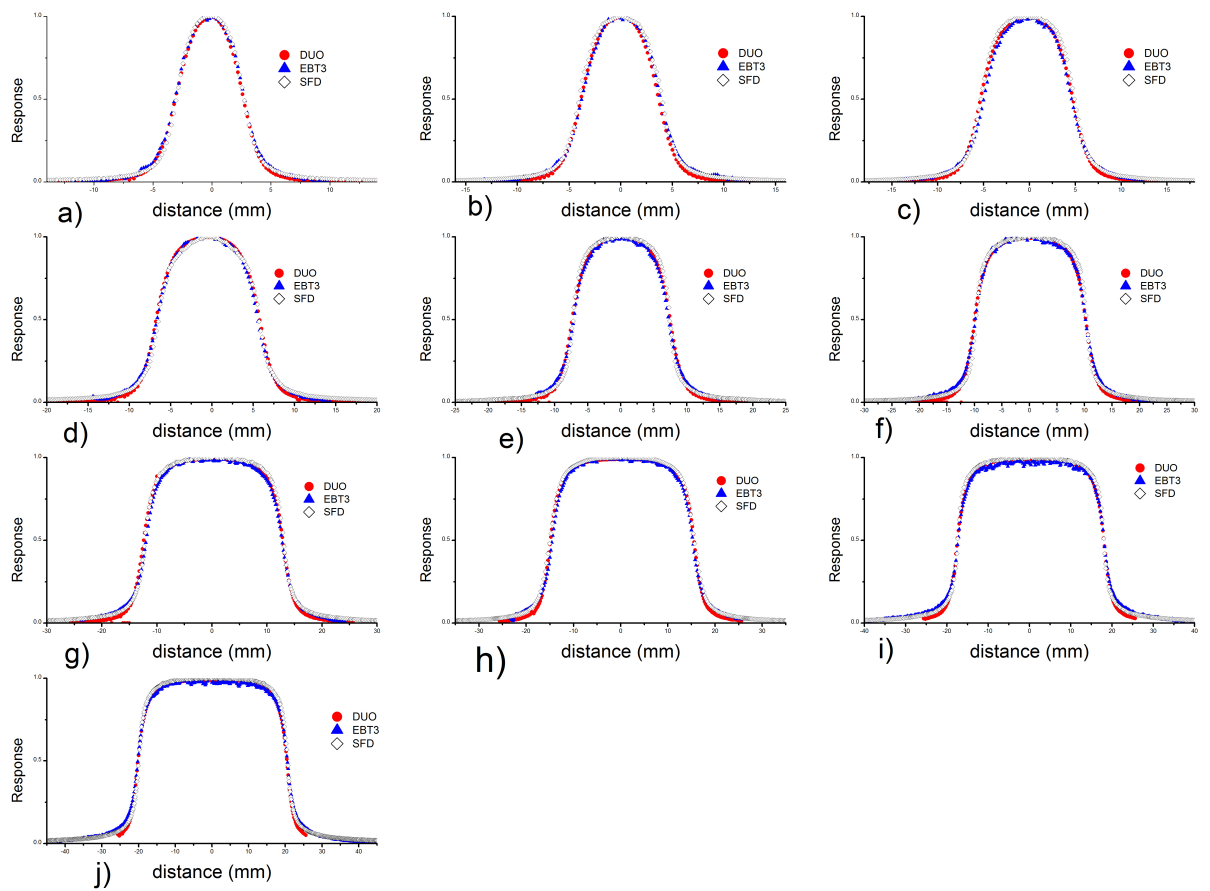 1.0
0.5
0.0
Response
-10 -5 0 5 10
distance (mm)
DUO
EBT3
SFD
a)
1.0
0.5
0.0
Response
-15 -10 -5 0 5 10 15
distance (mm)
DUO
EBT3
SFD
b)
1.0
0.5
0.0
Response
-15 -10 -5 0 5 10 15
distance (mm)
DUO
EBT3
SFD
c)
1.0
0.5
0.0
Response
-20 -15 -10 -5 0 5 10 15 20
distance (mm)
DUO
EBT3
SFD
d)
1.0
0.5
0.0
Response
-25 -20 -15 -10 -5 0 5 10 15 20 25
distance (mm)
DUO
EBT3
SFD
e)
1.0
0.5
0.0
Response
-30 -20 -10 0 10 20 30
distance (mm)
DUO
EBT3
SFD
f)
1.0
0.5
0.0
Response
-30 -20 -10 0 10 20 30
distance (mm)
DUO
EBT3
SFD
g)
1.0
0.5
0.0
Response
-30 -20 -10 0 10 20 30
distance (mm)
DUO
EBT3
SFD
h)
1.0
0.5
0.0
Response
-40 -30 -20 -10 0 10 20 30 40
distance (mm)
DUO
EBT3
SFD
i)
1.0
0.5
0.0
Response
-40 -30 -20 -10 0 10 20 30 40
distance (mm)
DUO
EBT3
SFD
j)